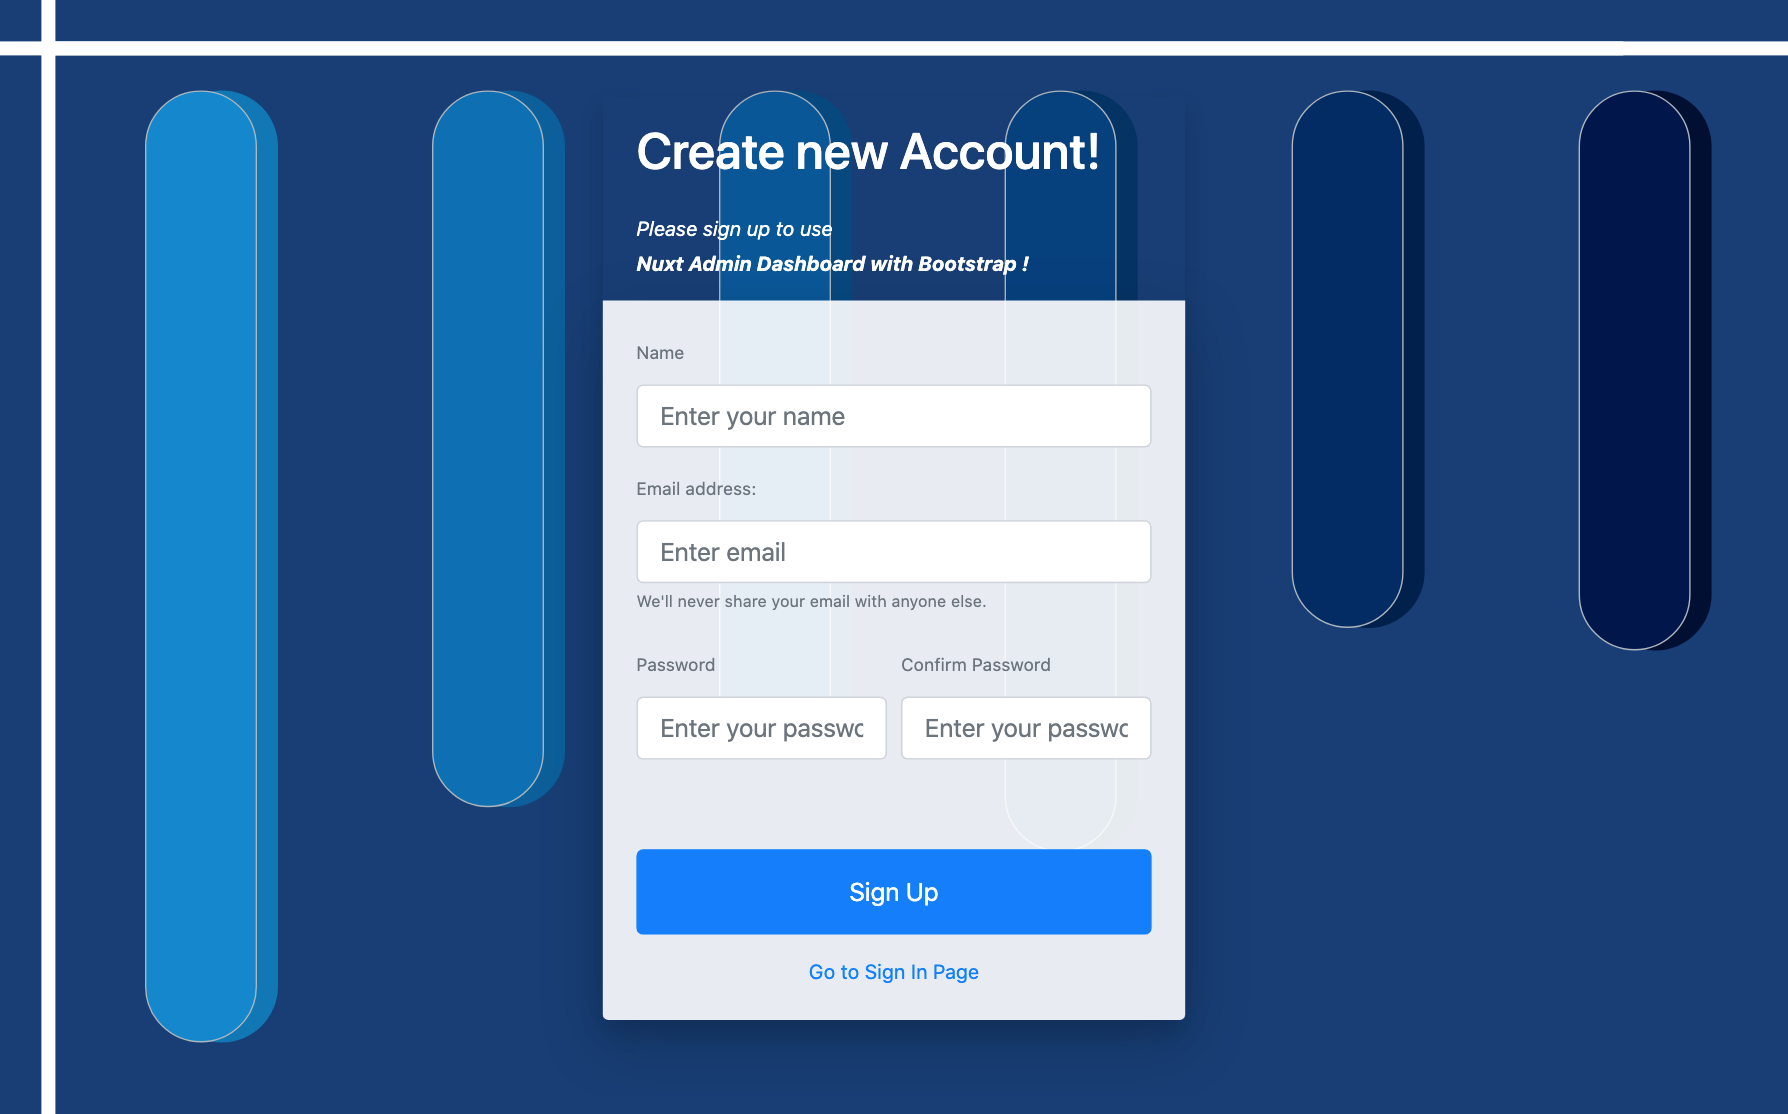 Create new Account!
Please sign up to use
Nuxt Admin Dashboard with Bootstrap !
Name
Enter your name
Email address:
Enter email
We'll never share your email with anyone else.
Password
Confirm Password
Enter your passwo
Enter your passwo
Sign Up
Go to Sign In Page